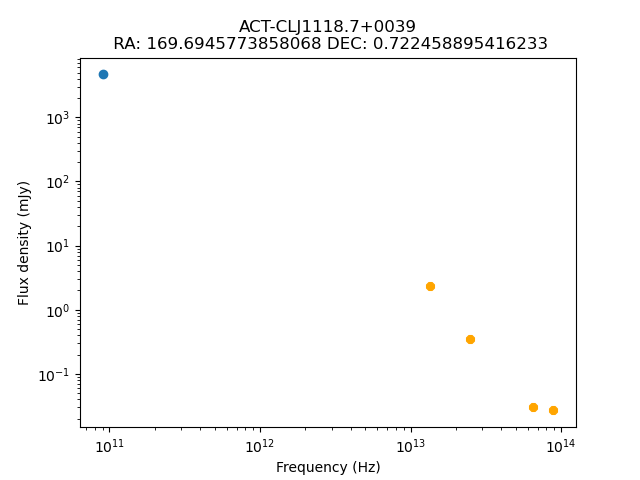 ACT-CLJ1118.7+0039
RA: 169.6945773858068 DEC: 0.722458895416233
Flux density (mJy)
10^3
10^2
10^1
10^0
10^-1
10^11
10^12
10^13
10^14
Frequency (Hz)